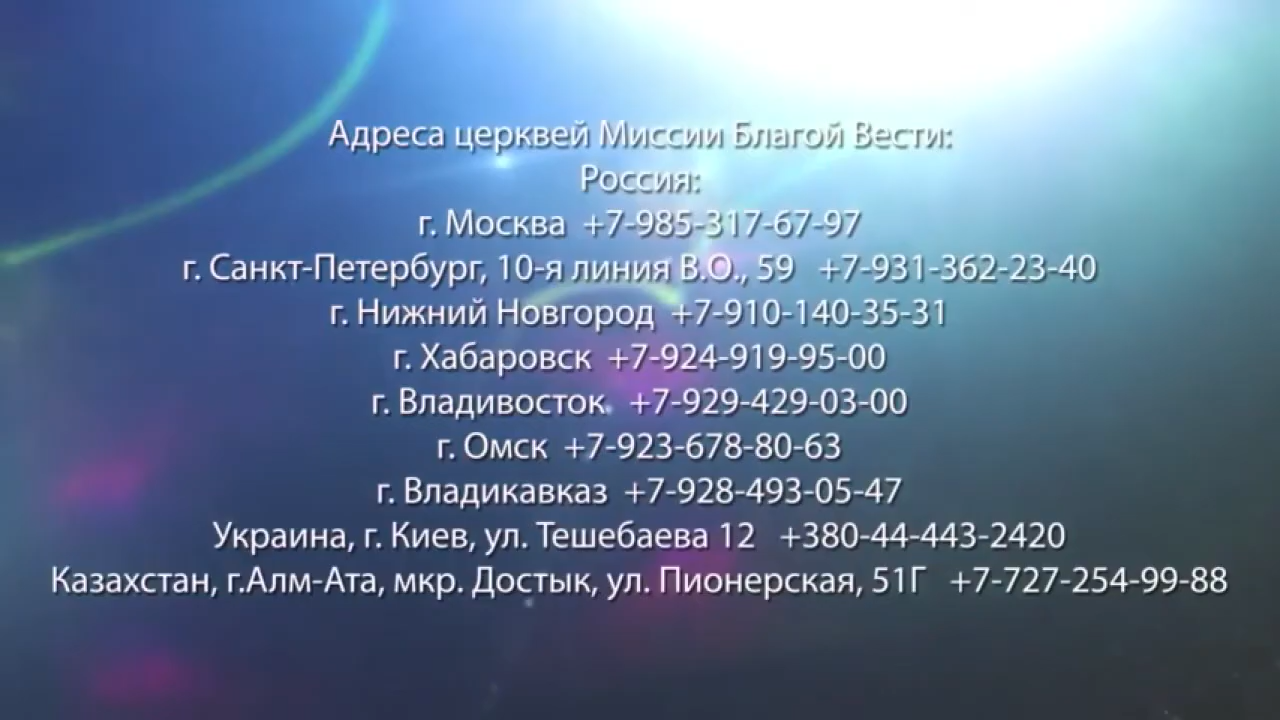 Адреса церквей Миссии Благой Вести:
Россия:
г. Москва +7-985-317-67-97
г. Санкт-Петербург, 10-я линия В.О., 59 +7-931-362-23-40
г. Нижний Новгород +7-910-140-35-31
г. Хабаровск +7-924-919-95-00
г. Владивосток +7-929-429-03-00
г. Омск +7-923-678-80-63
г. Владикавказ +7-928-493-05-47
Украина, г. Киев, ул. Тешебаева 12 +380-44-443-2420
Казахстан, г.Алм-Ата, мкр. Достык, ул. Пионерская, 51Г +7-727-254-99-88